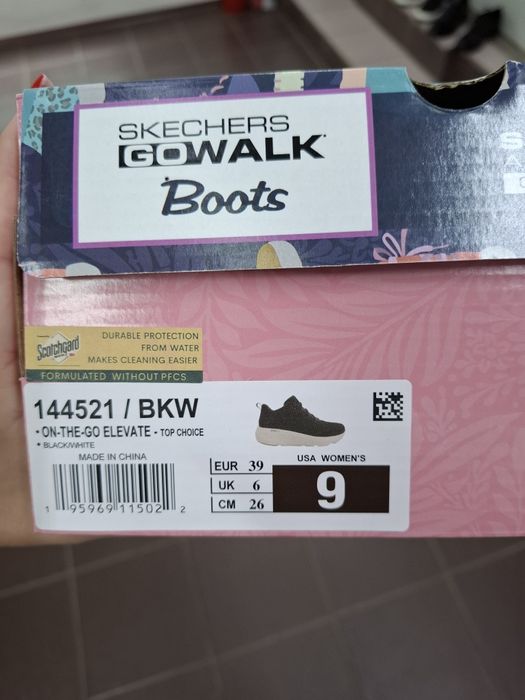 SKECHERS
GOWALK
Boots
S
Scotchgard
DURABLE PROTECTION
FROM WATER
MAKES CLEANING EASIER
FORMULATED WITHOUT PFCS
144521 / BKW
• ON-THE-GO ELEVATE - TOP CHOICE
• BLACK/WHITE
MADE IN CHINA
1 95969 11502 2
EUR 39
UK 6
CM 26
USA WOMEN'S
9